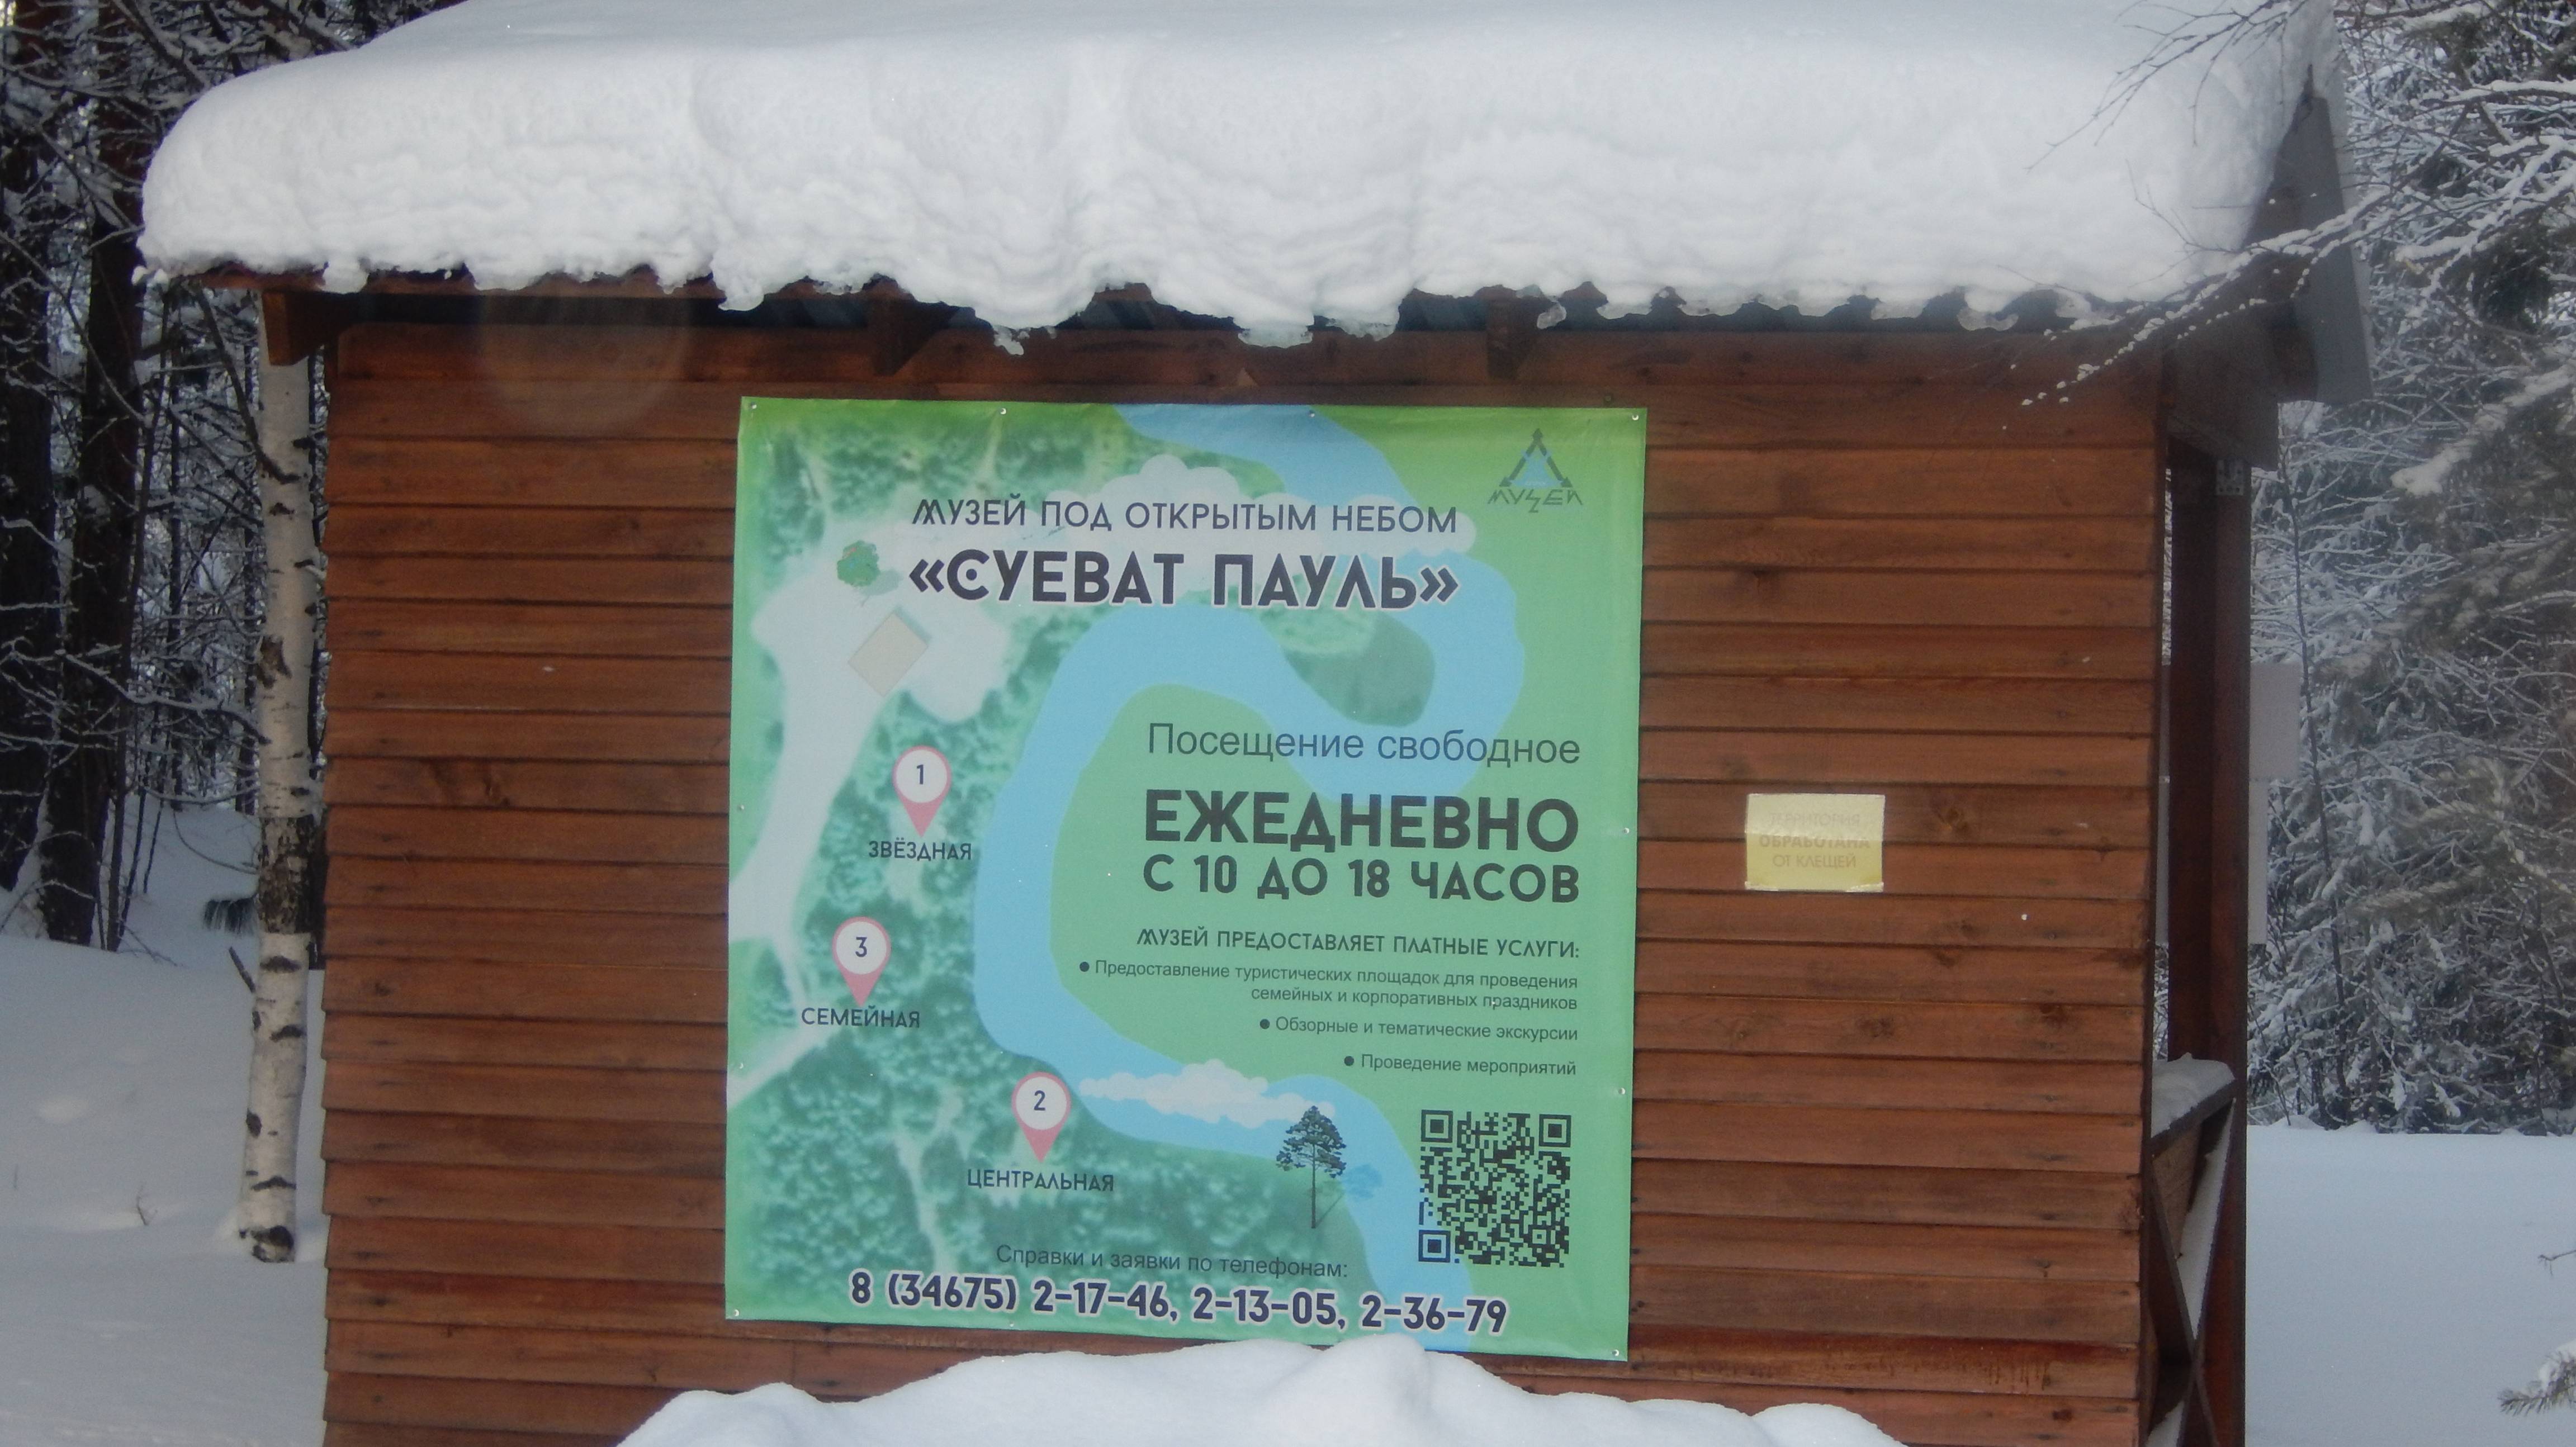 МУЗЕЙ
МУЗЕЙ ПОД ОТКРЫТЫМ НЕБОМ
«СУЕВАТ ПАУЛЬ»
Посещение свободное
ЕЖЕДНЕВНО
С 10 ДО 18 ЧАСОВ
МУЗЕЙ ПРЕДОСТАВЛЯЕТ ПЛАТНЫЕ УСЛУГИ:
● Предоставление туристических площадок для проведения
семейных и корпоративных праздников
● Обзорные и тематические экскурсии
● Проведение мероприятий
1
ЗВЁЗДНАЯ
3
СЕМЕЙНАЯ
2
ЦЕНТРАЛЬНАЯ
Справки и заявки по телефонам:
8 (34675) 2-17-46, 2-13-05, 2-36-79
ТЕРРИТОРИЯ
ОБРАБОТАНА
ОТ КЛЕЩЕЙ